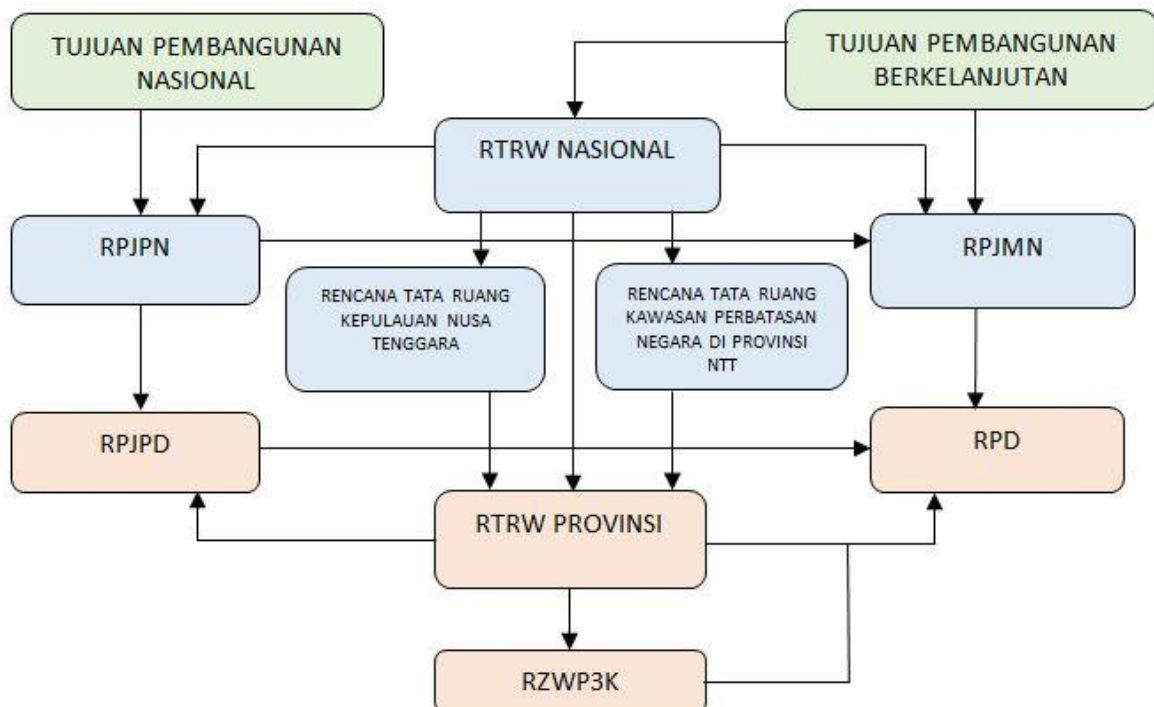 TUJUAN PEMBANGUNAN
NASIONAL
TUJUAN PEMBANGUNAN
BERKELANJUTAN
RTRW NASIONAL
RPJPN
RPJMN
RENCANA TATA RUANG
KEPULAUAN NUSA
TENGGARA
RENCANA TATA RUANG
KAWASAN PERBATASAN
NEGARA DI PROVINSI
NTT
RPJPD
RPD
RTRW PROVINSI
RZWP3K